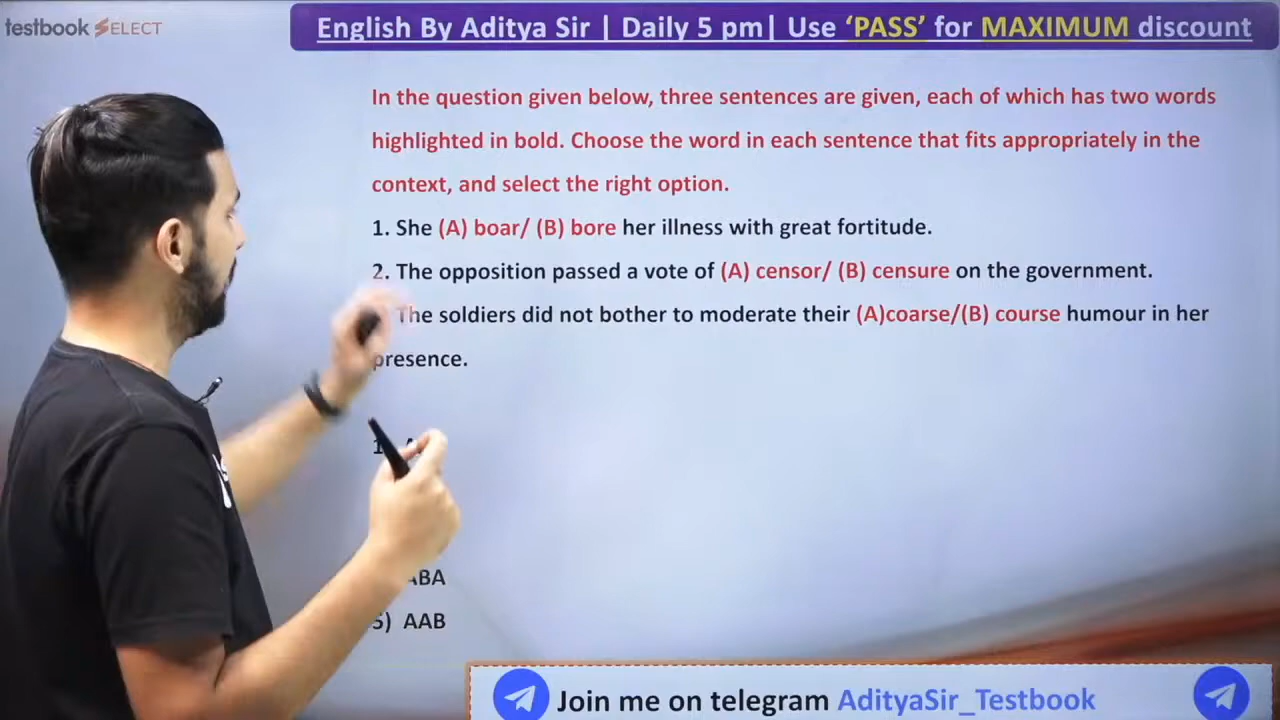 testbook SELECT
English By Aditya Sir | Daily 5 pm| Use ‘PASS’ for MAXIMUM discount
In the question given below, three sentences are given, each of which has two words
highlighted in bold. Choose the word in each sentence that fits appropriately in the
context, and select the right option.
1. She (A) boar/ (B) bore her illness with great fortitude.
2. The opposition passed a vote of (A) censor/ (B) censure on the government.
The soldiers did not bother to moderate their (A)coarse/(B) course humour in her
presence.
ABA
5) AAB
Join me on telegram AdityaSir_Testbook